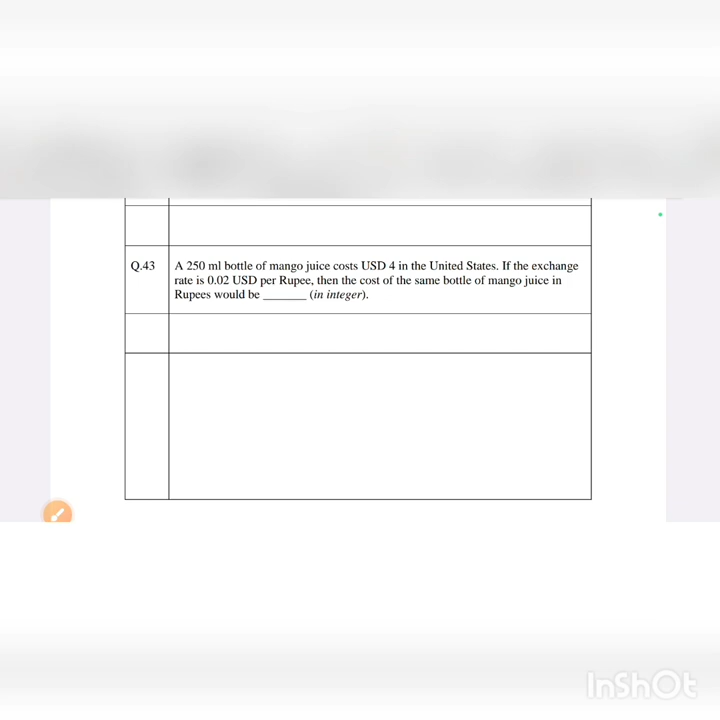 Q.43
A 250 ml bottle of mango juice costs USD 4 in the United States. If the exchange
rate is 0.02 USD per Rupee, then the cost of the same bottle of mango juice in
Rupees would be _______ (in integer).
InShOt